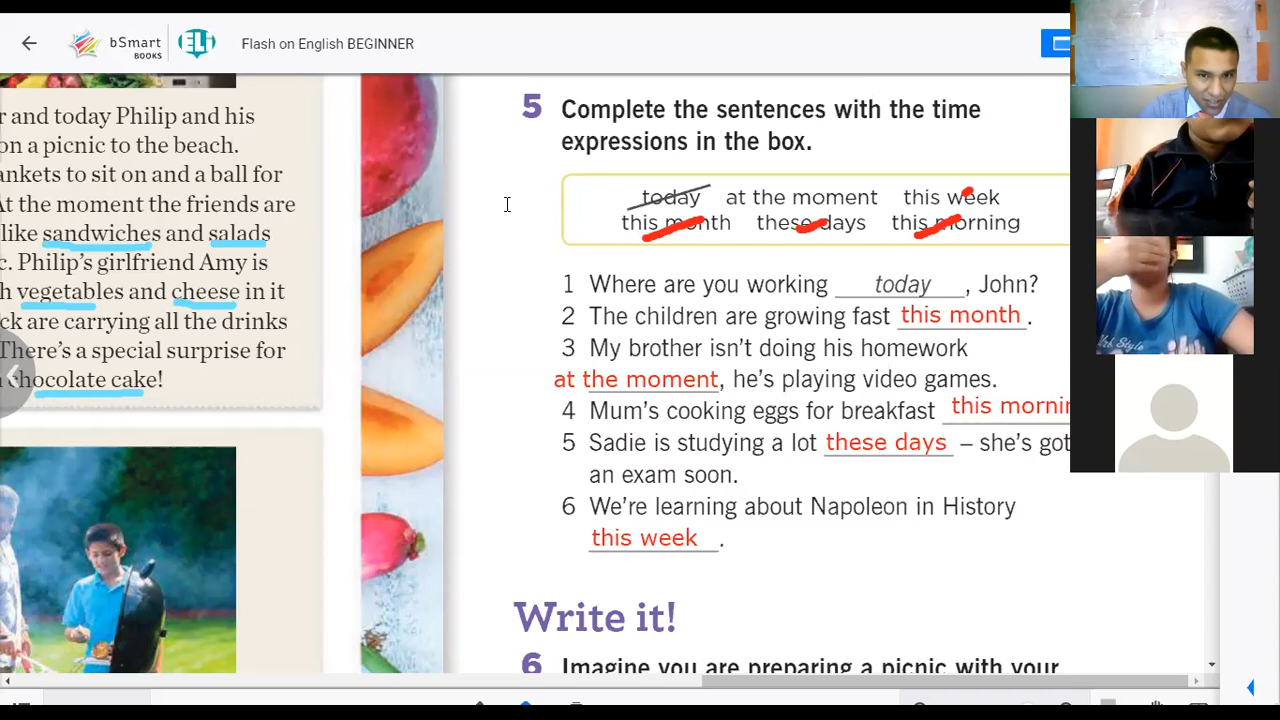 bSmart
BOOKS
ELi
Flash on English BEGINNER
r and today Philip and his
on a picnic to the beach.
ankets to sit on and a ball for
At the moment the friends are
like sandwiches and salads
c. Philip's girlfriend Amy is
h vegetables and cheese in it
ck are carrying all the drinks
There's a special surprise for
chocolate cake!
5 Complete the sentences with the time
expressions in the box.
today at the moment this week
this month these days this morning
1 Where are you working today, John?
2 The children are growing fast this month.
3 My brother isn't doing his homework
at the moment, he's playing video games.
4 Mum's cooking eggs for breakfast this mornin
5 Sadie is studying a lot these days – she's got
an exam soon.
6 We're learning about Napoleon in History
this week.
Write it!
6 Imagine you are preparing a picnic with your